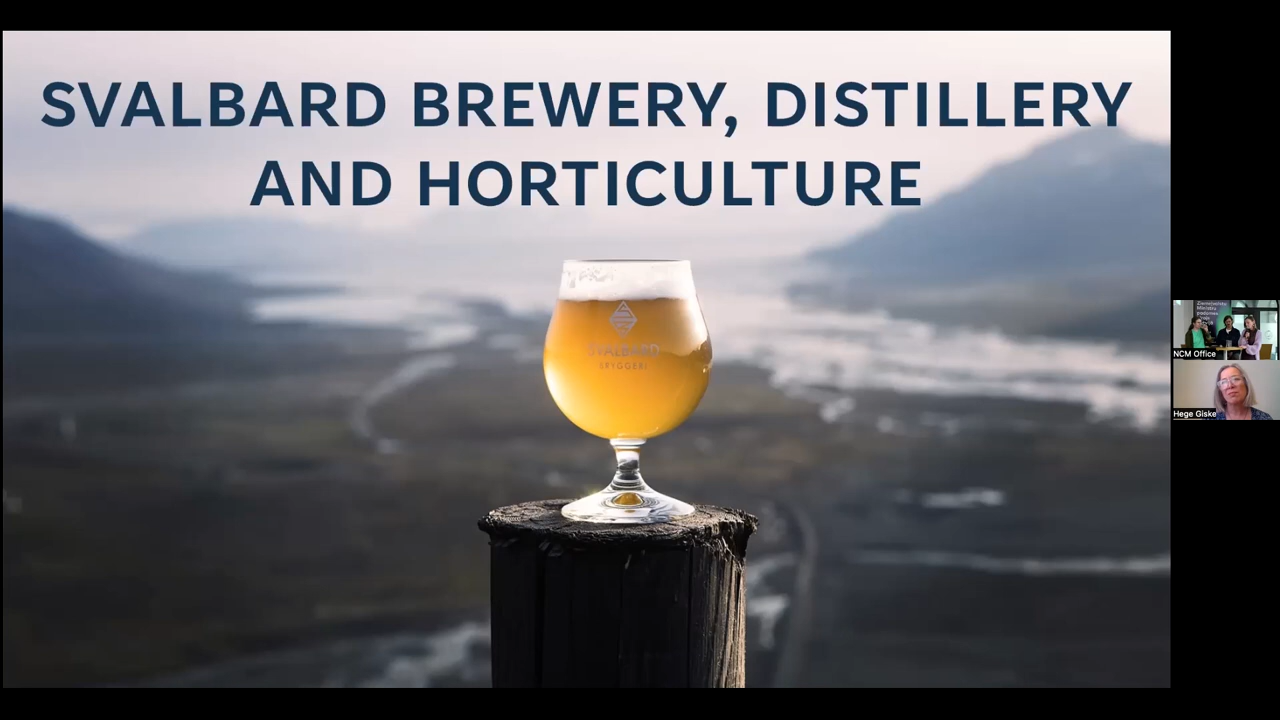 SVALBARD BREWERY, DISTILLERY
AND HORTICULTURE
SVALBARD
BRYGGERI
NCM Office
Hege Giske